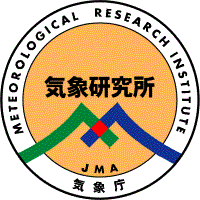 METEOROLOGICAL RESEARCH INSTITUTE
気象研究所
JMA
気象庁